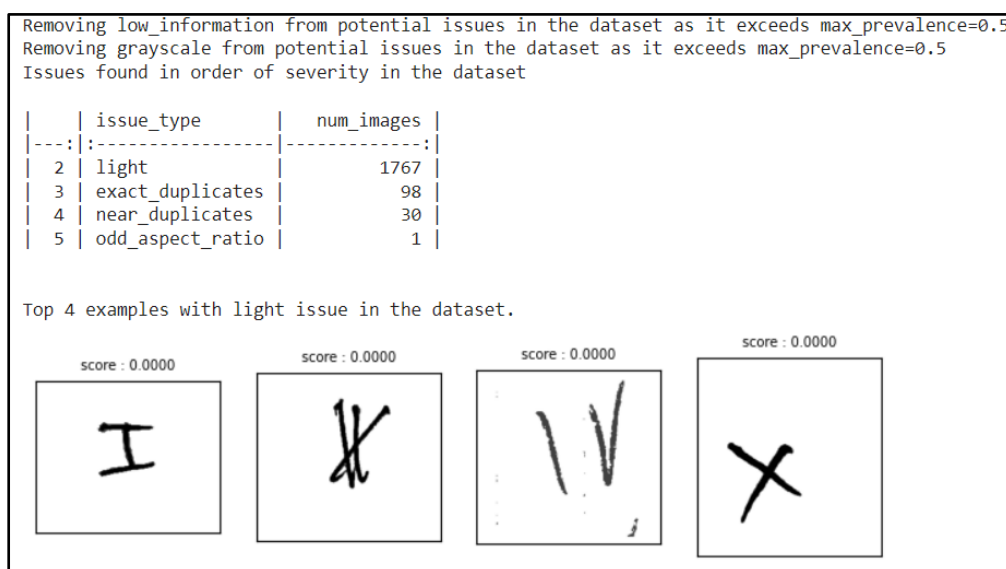 Removing low_information from potential issues in the dataset as it exceeds max_prevalence=0.5
Removing grayscale from potential issues in the dataset as it exceeds max_prevalence=0.5
Issues found in order of severity in the dataset
|    | issue_type       |   num_images |
|---:|:-----------------|-------------:|
|  2 | light            |         1767 |
|  3 | exact_duplicates |           98 |
|  4 | near_duplicates  |           30 |
|  5 | odd_aspect_ratio |            1 |
Top 4 examples with light issue in the dataset.
score : 0.0000 score : 0.0000 score : 0.0000 score : 0.0000
I IV X